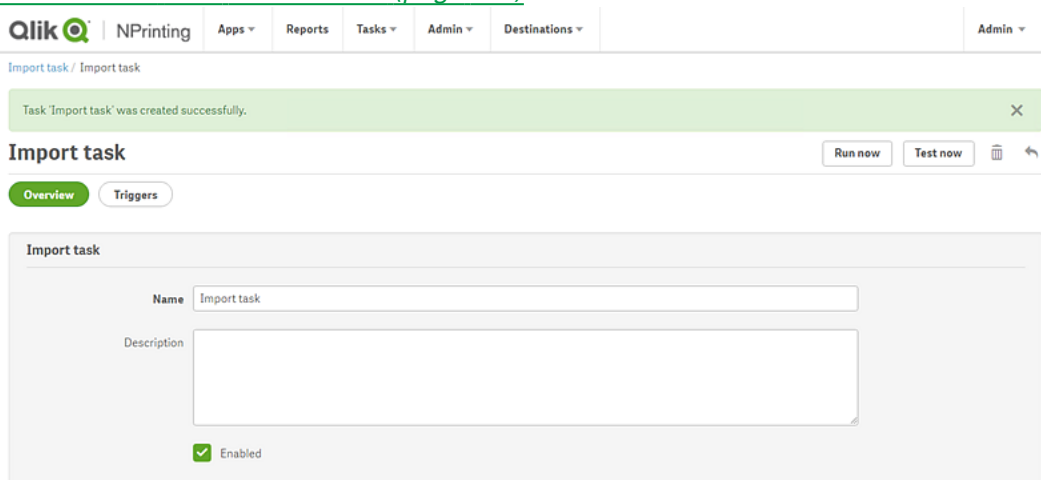 Qlik NPrinting Apps Reports Tasks Admin Destinations Admin
Import task / Import task
Task 'Import task' was created successfully.
Import task Run now Test now
Overview Triggers
Import task
Name Import task
Description
Enabled